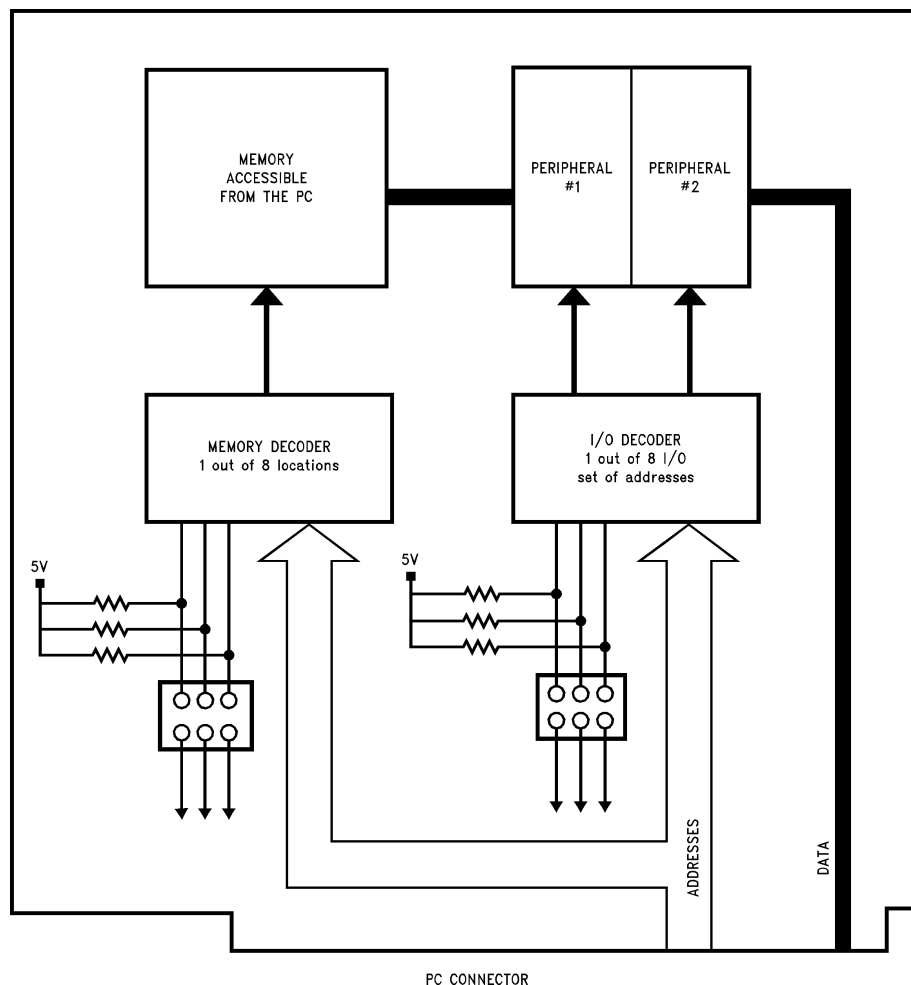 MEMORY
ACCESSIBLE
FROM THE PC
PERIPHERAL
#1
PERIPHERAL
#2
MEMORY DECODER
1 out of 8 locations
I/O DECODER
1 out of 8 I/O
set of addresses
5V
5V
ADDRESSES
DATA
PC CONNECTOR